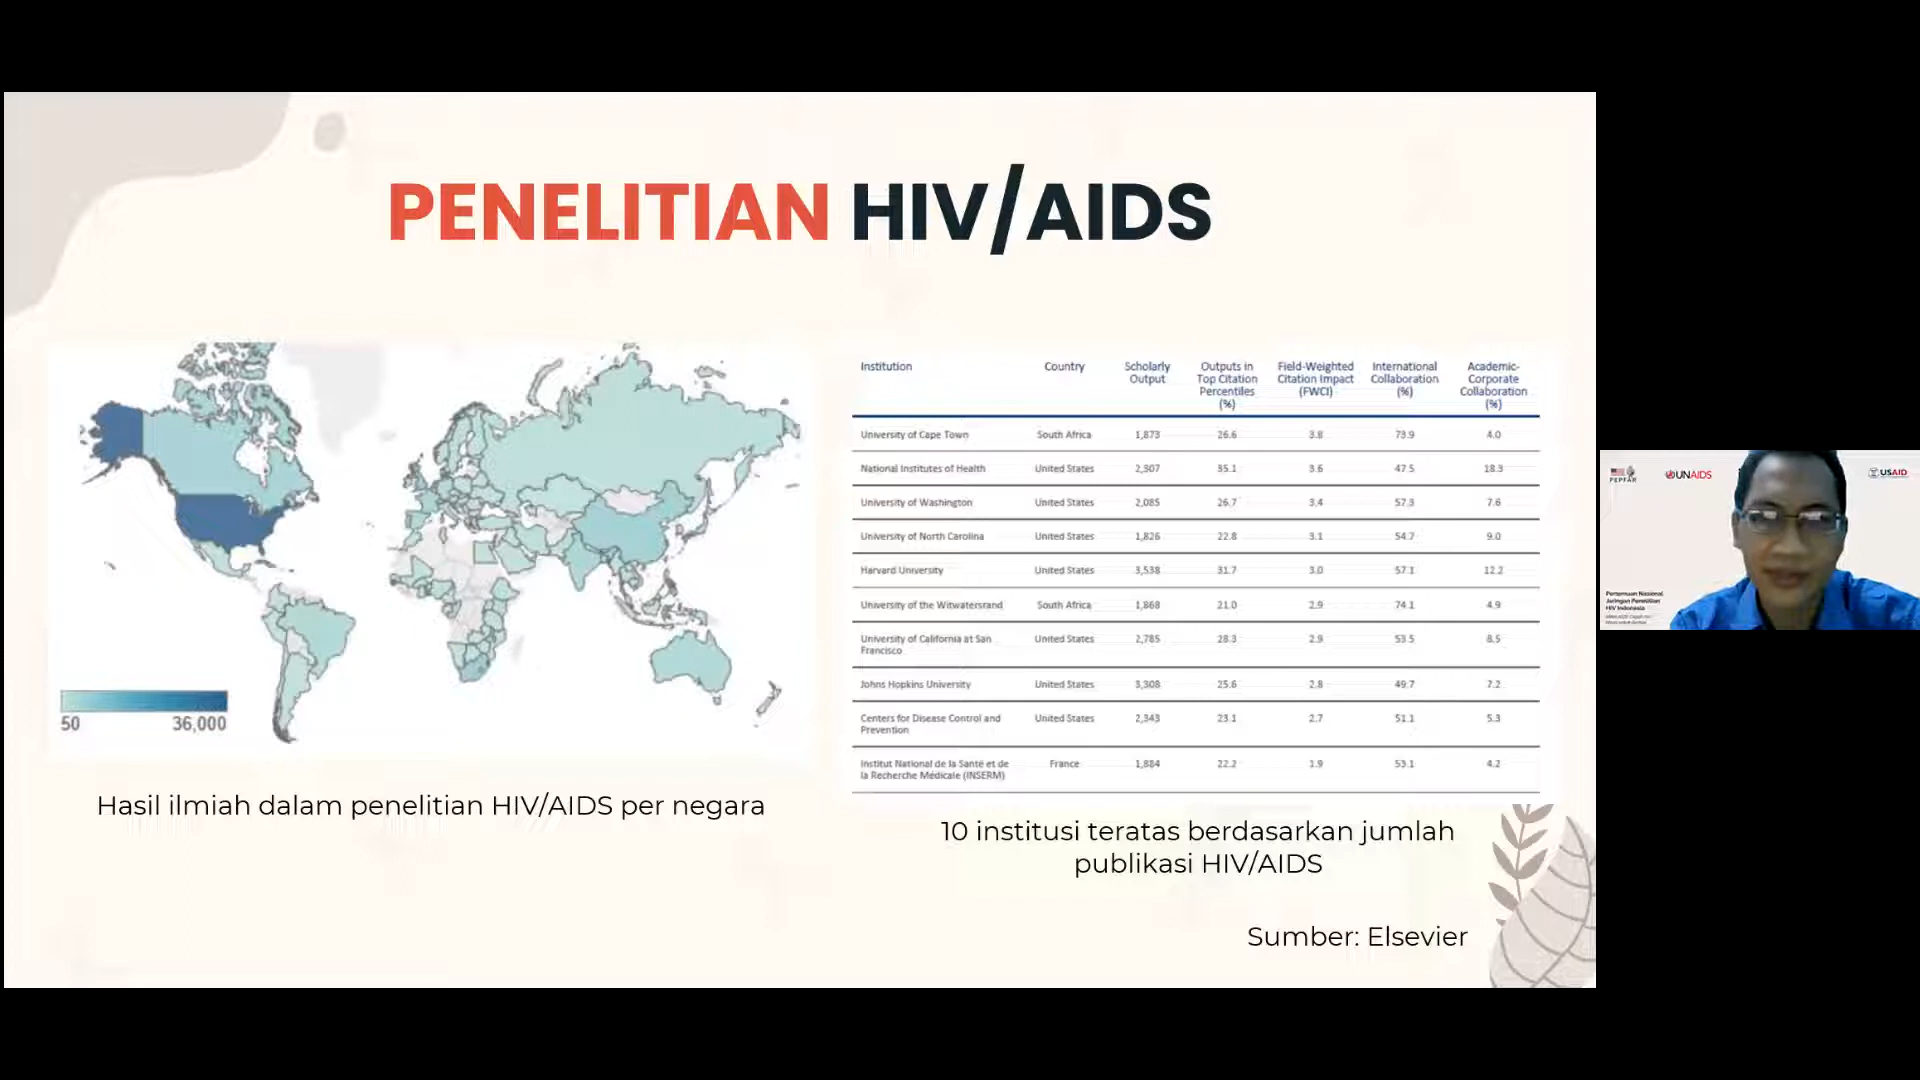 PENELITIAN HIV/AIDS
50 36,000
Hasil ilmiah dalam penelitian HIV/AIDS per negara
Institution Country Scholarly Output Outputs in Top Citation Percentiles (%) Field-Weighted Citation Impact (FWCI) International Collaboration (%) Academic-Corporate Collaboration (%)
University of Cape Town South Africa 1,873 26.6 3.8 73.9 4.0
National Institutes of Health United States 2,307 35.1 3.6 47.5 18.3
University of Washington United States 2,085 26.7 3.4 57.3 7.6
University of North Carolina United States 1,826 22.8 3.1 54.7 9.0
Harvard University United States 3,538 31.7 3.0 57.1 12.2
University of the Witwatersrand South Africa 1,868 21.0 2.9 74.1 4.9
University of California at San Francisco United States 2,785 28.3 2.9 53.5 8.5
Johns Hopkins University United States 3,308 25.6 2.8 49.7 7.2
Centers for Disease Control and Prevention United States 2,343 23.1 2.7 51.1 5.3
Institut National de la Santé et de la Recherche Médicale (INSERM) France 1,884 22.2 1.9 53.1 4.2
10 institusi teratas berdasarkan jumlah
publikasi HIV/AIDS
Sumber: Elsevier
PEPFAR UNAIDS USAID
Pertemuan Nasional
Jaringan Penelitian
HIV Indonesia